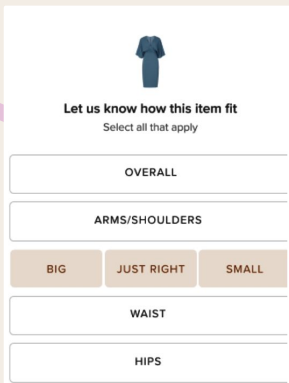 Let us know how this item fit
Select all that apply
OVERALL
ARMS/SHOULDERS
BIG JUST RIGHT SMALL
WAIST
HIPS